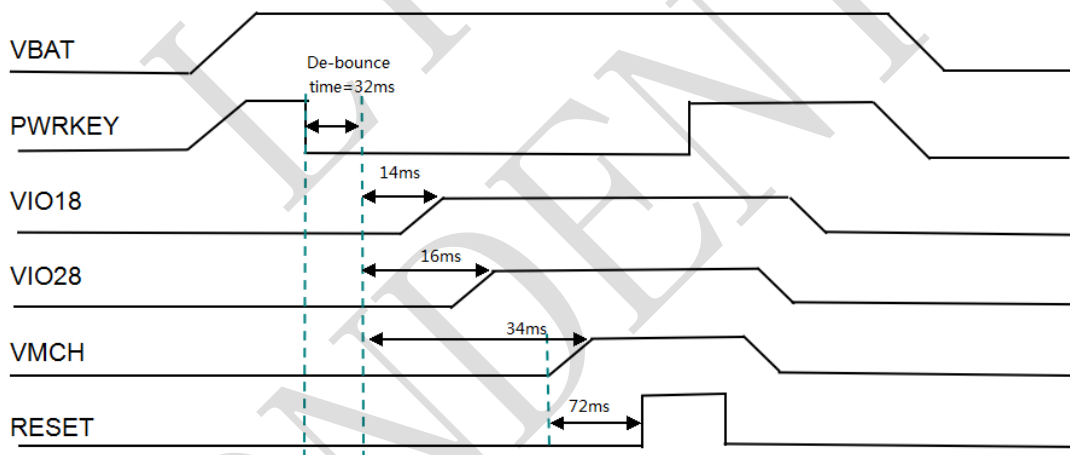 VBAT
De-bounce
time=32ms
PWRKEY
14ms
VIO18
16ms
VIO28
34ms
VMCH
72ms
RESET